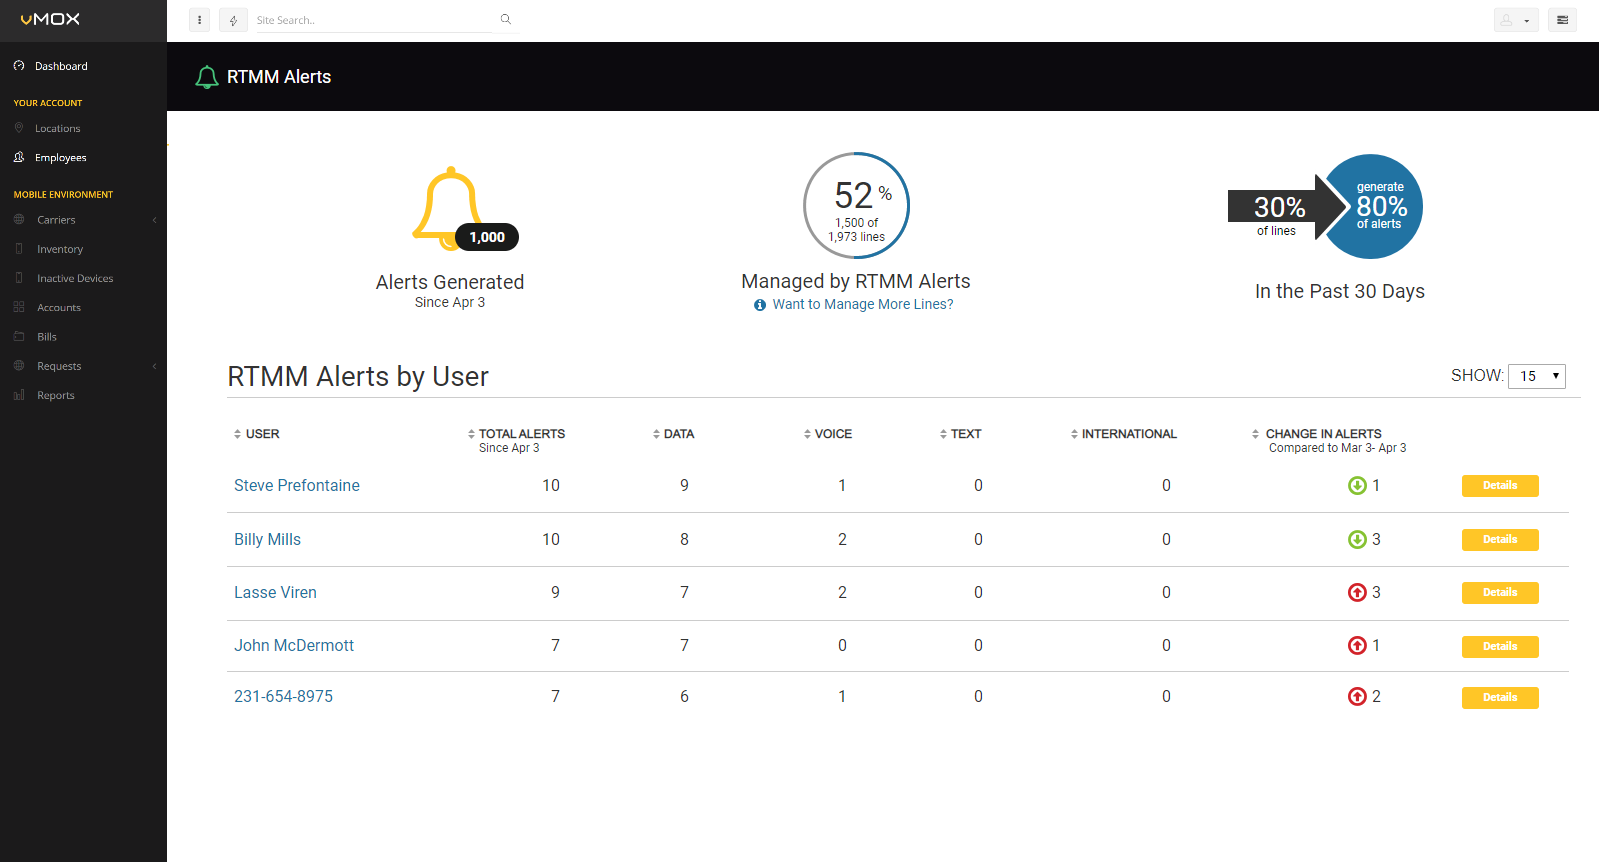 vMOX
Site Search..
Dashboard
YOUR ACCOUNT
Locations
Employees
MOBILE ENVIRONMENT
Carriers
Inventory
Inactive Devices
Accounts
Bills
Requests
Reports
RTMM Alerts
1,000
Alerts Generated
Since Apr 3
52 %
1,500 of
1,973 lines
Managed by RTMM Alerts
Want to Manage More Lines?
30%
of lines
generate
80%
of alerts
In the Past 30 Days
RTMM Alerts by User
SHOW: 15
USER TOTAL ALERTS DATA VOICE TEXT INTERNATIONAL CHANGE IN ALERTS
Since Apr 3 Compared to Mar 3- Apr 3
Steve Prefontaine 10 9 1 0 0 1 Details
Billy Mills 10 8 2 0 0 3 Details
Lasse Viren 9 7 2 0 0 3 Details
John McDermott 7 7 0 0 0 1 Details
231-654-8975 7 6 1 0 0 2 Details